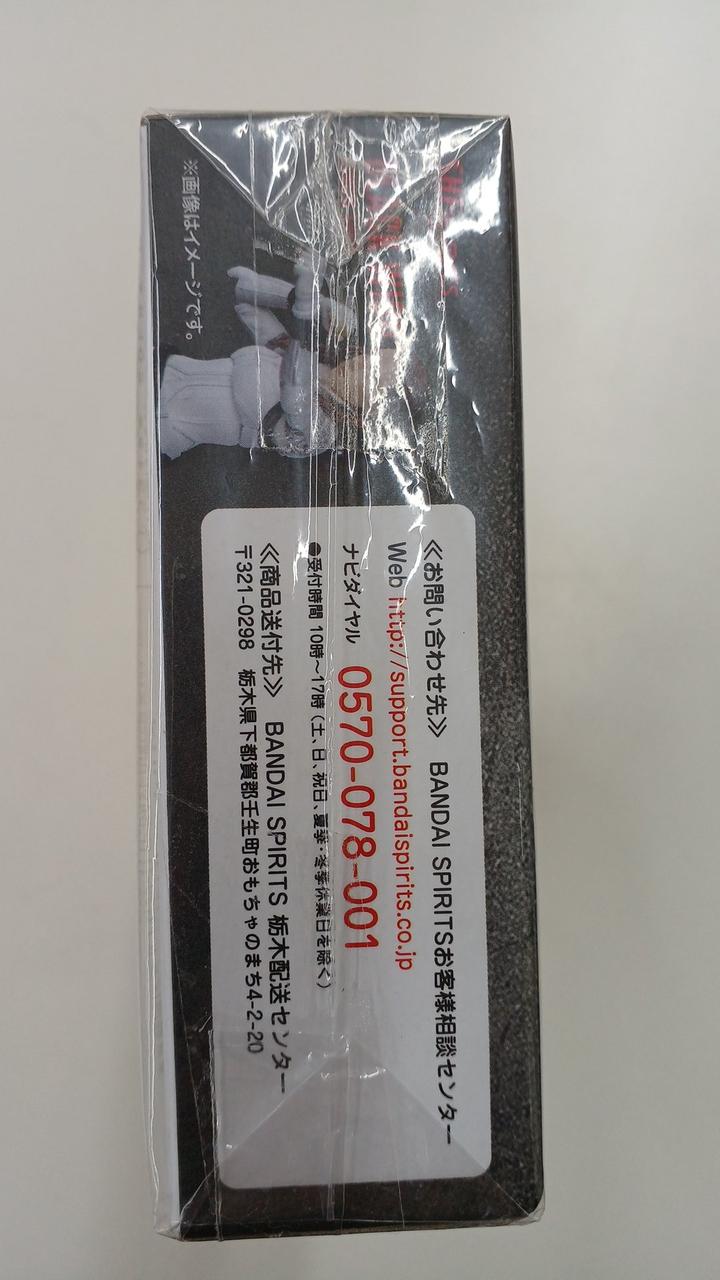 《お問い合わせ先》 BANDAI SPIRITSお客様相談センター
Web http://support.bandaispirits.co.jp
ナビダイヤル 0570-078-001
●受付時間 10時~17時(土、日、祝日、夏季・冬季休業日を除く)
《商品送付先》 BANDAI SPIRITS 栃木配送センター
〒321-0298 栃木県下都賀郡壬生町おもちゃのまち4-2-20
※画像はイメージです。